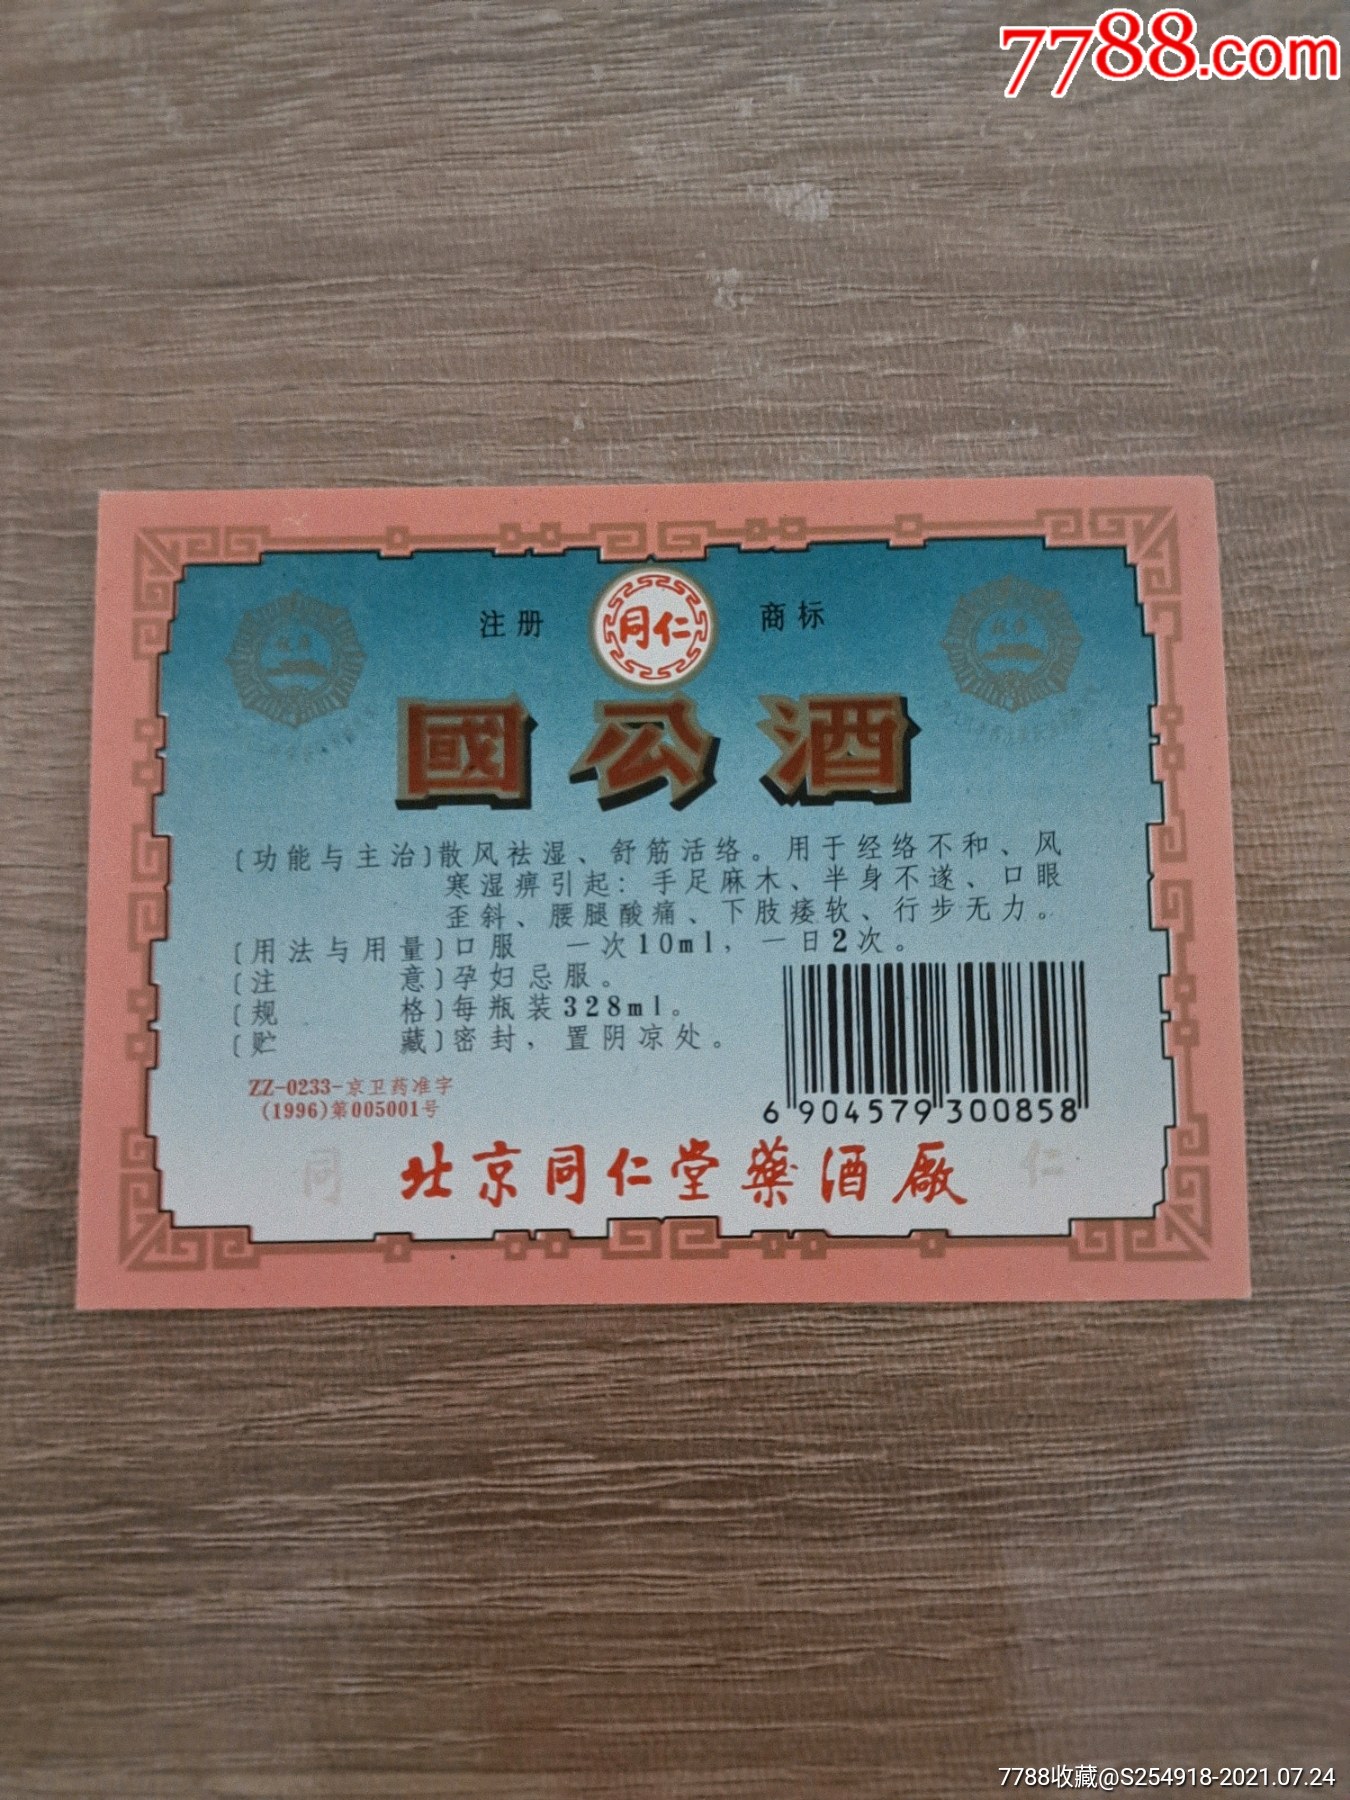 7788.com
注册 同仁 商标
國公酒
〔功能与主治〕散风祛湿、舒筋活络。用于经络不和、风
寒湿痹引起：手足麻木、半身不遂、口眼
歪斜、腰腿酸痛、下肢痿软、行步无力。
〔用法与用量〕口服 一次10ml，一日2次。
〔注 意〕孕妇忌服。
〔规 格〕每瓶装328ml。
〔贮 藏〕密封，置阴凉处。
ZZ-0233-京卫药准字
(1996)第005001号
6 904579 300858
同 北京同仁堂藥酒厰 仁
7788收藏@S254918-2021.07.24